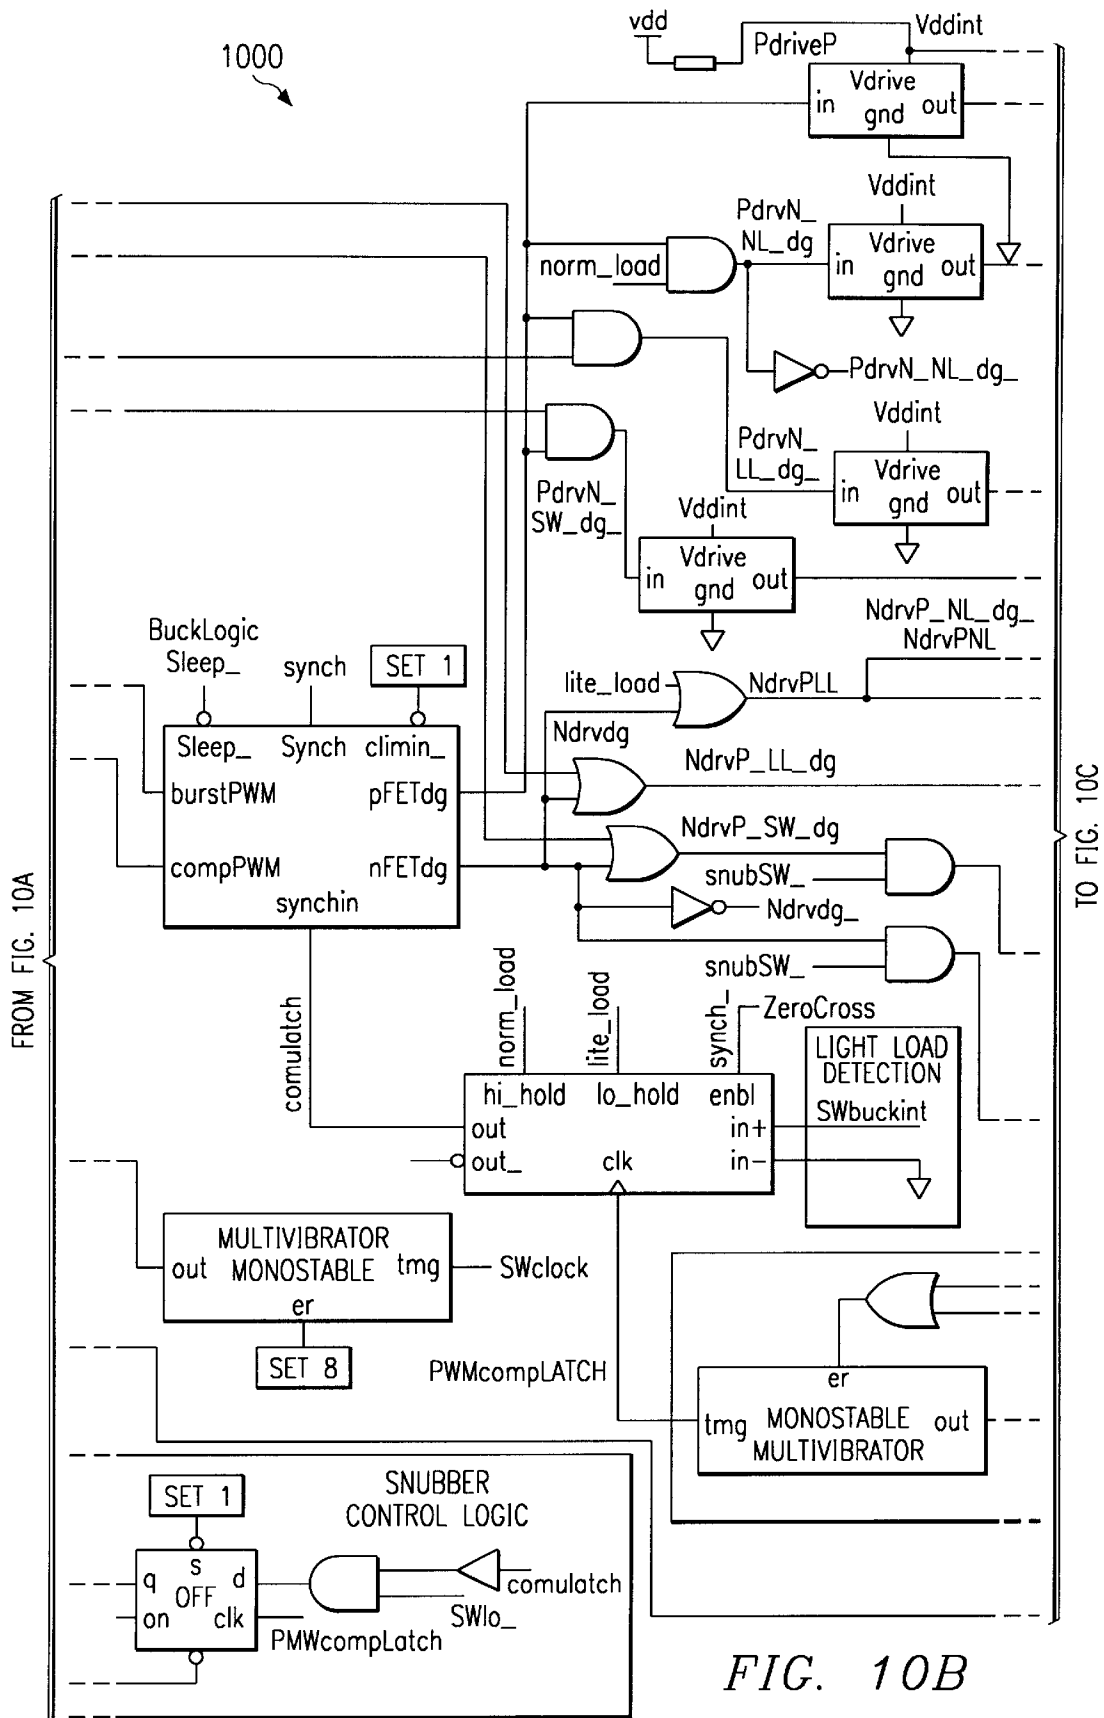 vdd
Vddint
PdriveP
1000
Vdrive
in
out
gnd
Vddint
PdrvN_
NL_dg
Vdrive
norm_load
in
out
gnd
PdrvN_NL_dg_
Vddint
PdrvN_
LL_dg_
Vdrive
in
out
gnd
PdrvN_
SW_dg_
Vddint
Vdrive
in
out
gnd
NdrvP_NL_dg_
NdrvPNL
BuckLogic
Sleep_
synch
SET 1
lite_load
NdrvPLL
Ndrvdg
Sleep_
Synch
climin_
NdrvP_LL_dg
burstPWM
pFETdg
NdrvP_SW_dg
compPWM
nFETdg
snubSW_
synchin
Ndrvdg_
snubSW_
FROM FIG. 10A
TO FIG. 10C
comulatch
norm_load
lite_load
synch_
ZeroCross
LIGHT LOAD
DETECTION
hi_hold
lo_hold
enbl
SWbuckint
out
in+
out_
clk
in-
MULTIVIBRATOR
out
MONOSTABLE
tmg
SWclock
er
SET 8
PWMcompLATCH
er
tmg
MONOSTABLE
out
MULTIVIBRATOR
SNUBBER
CONTROL LOGIC
SET 1
s
q
OFF
d
comulatch
on
clk
SWlo_
PMWcompLatch
FIG. 10B